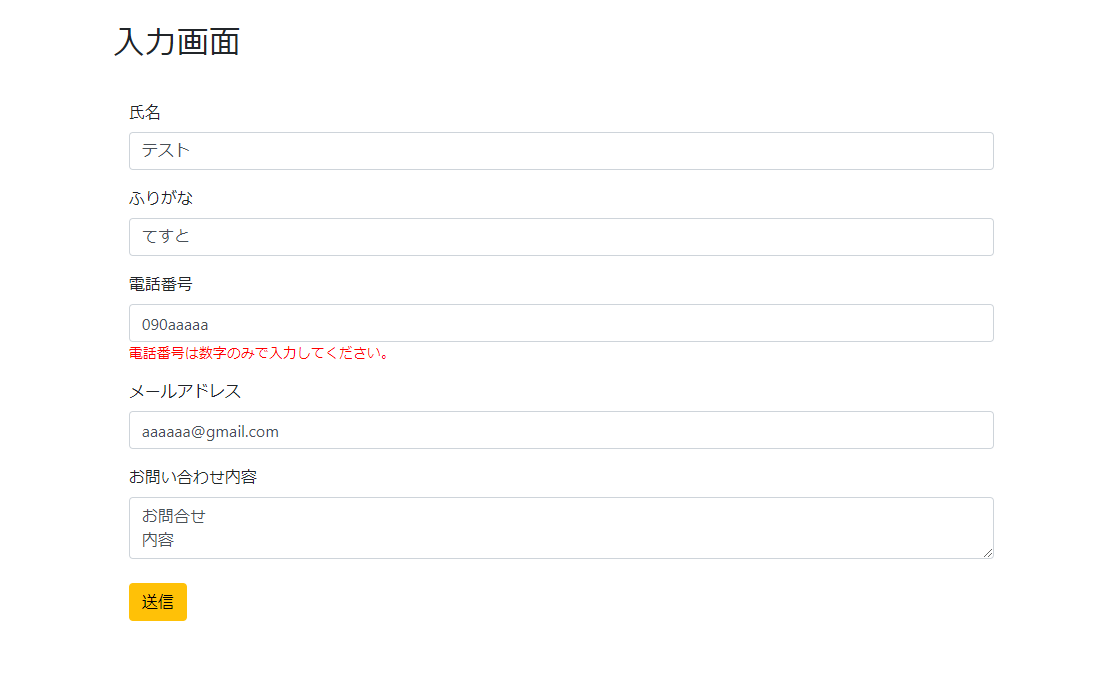 入力画面
氏名
テスト
ふりがな
てすと
電話番号
090aaaaa
電話番号は数字のみで入力してください。
メールアドレス
aaaaaa@gmail.com
お問い合わせ内容
お問合せ
内容
送信